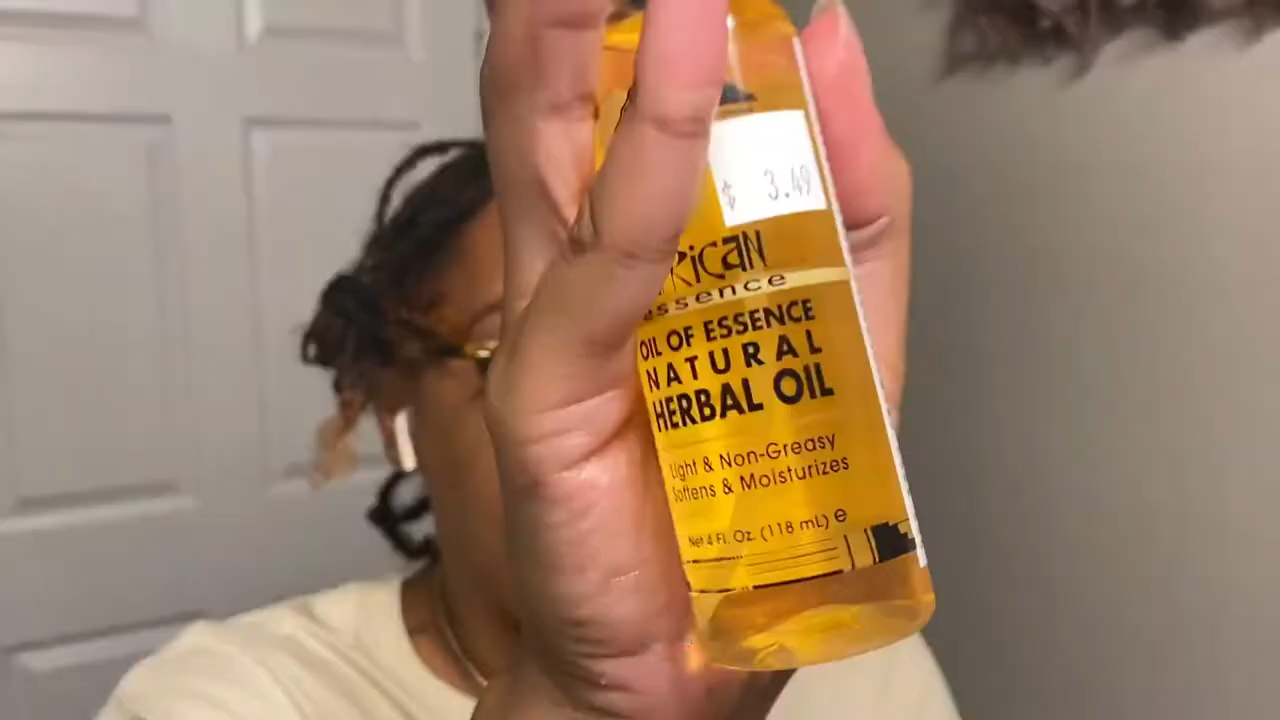 $ 3.49
rican
essence
OIL OF ESSENCE
NATURAL
HERBAL OIL
Light & Non-Greasy
Softens & Moisturizes
Net 4 Fl. Oz. (118 mL) e